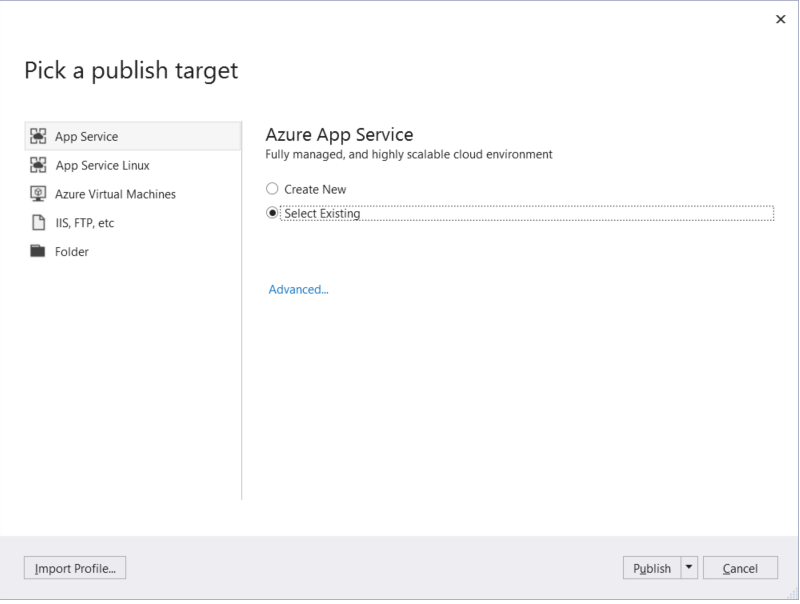 Pick a publish target
App Service
App Service Linux
Azure Virtual Machines
IIS, FTP, etc
Folder
Azure App Service
Fully managed, and highly scalable cloud environment
Create New
Select Existing
Advanced...
Import Profile...
Publish
Cancel